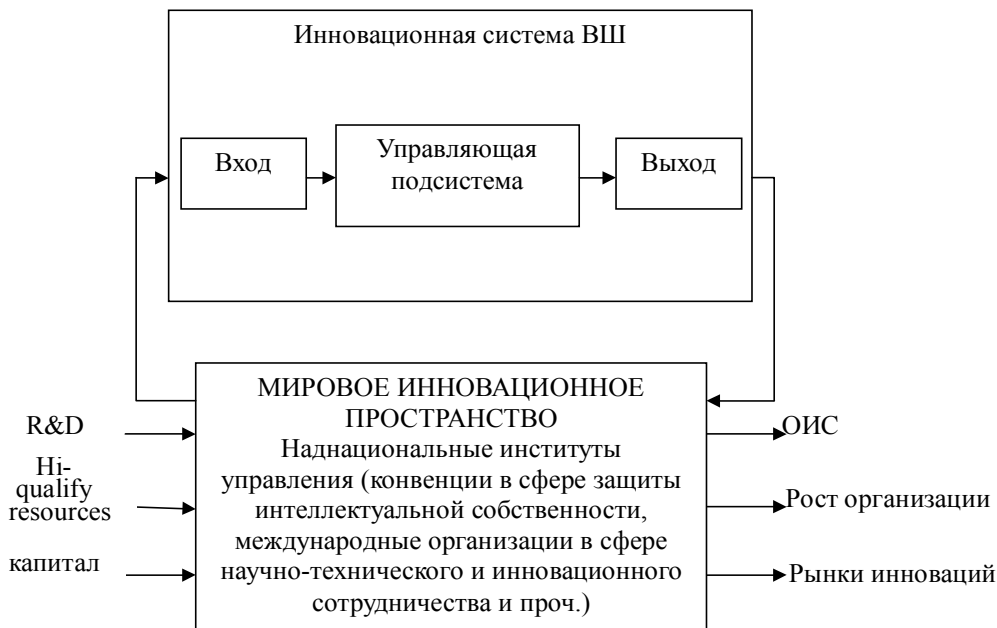 Инновационная система ВШ
Вход
Управляющая
подсистема
Выход
МИРОВОЕ ИННОВАЦИОННОЕ
ПРОСТРАНСТВО
Наднациональные институты
управления (конвенции в сфере защиты
интеллектуальной собственности,
международные организации в сфере
научно-технического и инновационного
сотрудничества и проч.)
R&D
Hi-
qualify
resources
капитал
ОИС
Рост организации
Рынки инноваций